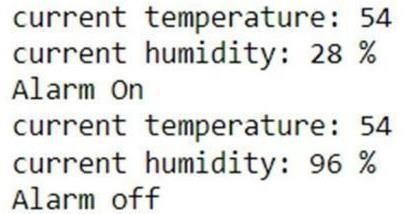 current temperature: 54
current humidity: 28 %
Alarm On
current temperature: 54
current humidity: 96 %
Alarm off